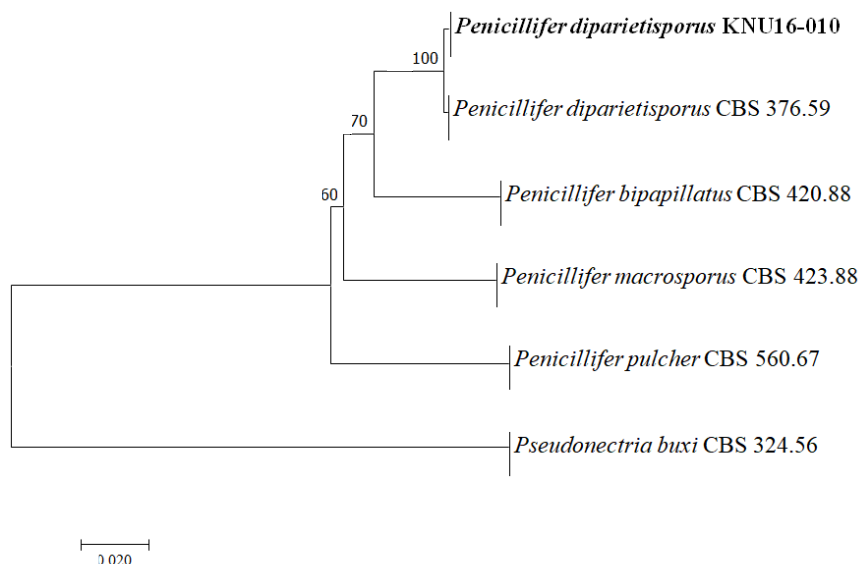 Penicillifer diparietisporus KNU16-010
100
Penicillifer diparietisporus CBS 376.59
70
Penicillifer bipapillatus CBS 420.88
60
Penicillifer macrosporus CBS 423.88
Penicillifer pulcher CBS 560.67
Pseudonectria buxi CBS 324.56
0.020